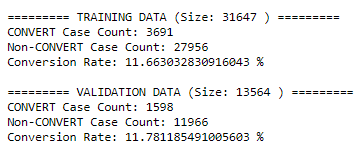 ========= TRAINING DATA (Size: 31647 ) =========
CONVERT Case Count: 3691
Non-CONVERT Case Count: 27956
Conversion Rate: 11.663032830916043 %
========= VALIDATION DATA (Size: 13564 ) =========
CONVERT Case Count: 1598
Non-CONVERT Case Count: 11966
Conversion Rate: 11.781185491005603 %